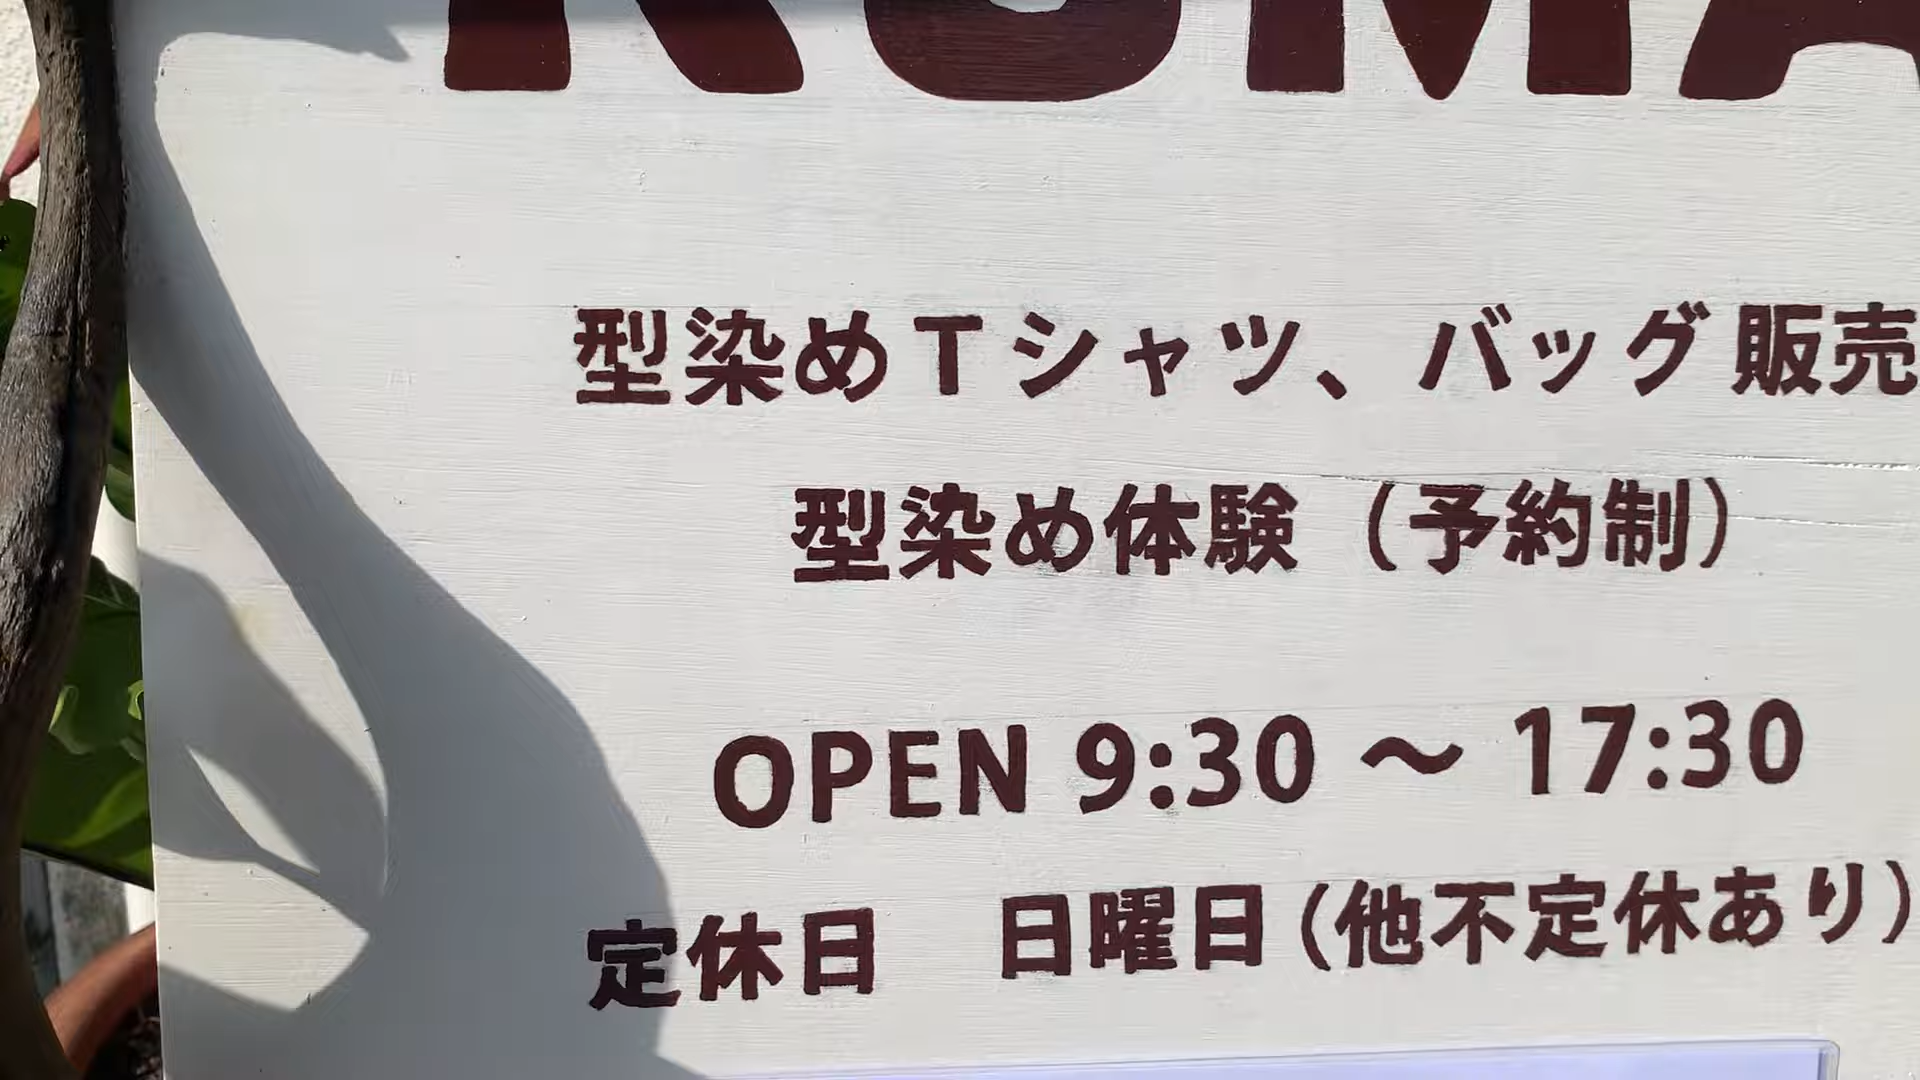 型染めTシャツ、バッグ販売
型染め体験（予約制）
OPEN 9:30 〜 17:30
定休日　日曜日(他不定休あり)